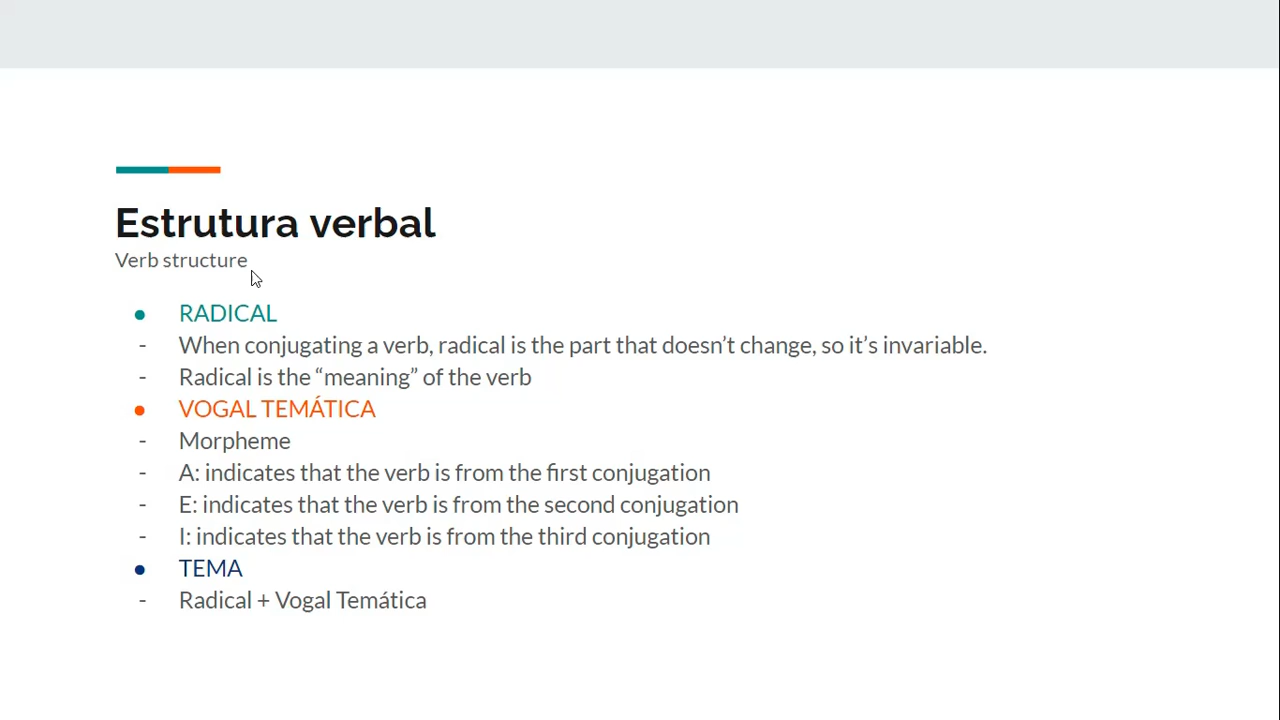 Estrutura verbal
Verb structure
● RADICAL
- When conjugating a verb, radical is the part that doesn’t change, so it’s invariable.
- Radical is the “meaning” of the verb
● VOGAL TEMÁTICA
- Morpheme
- A: indicates that the verb is from the first conjugation
- E: indicates that the verb is from the second conjugation
- I: indicates that the verb is from the third conjugation
● TEMA
- Radical + Vogal Temática